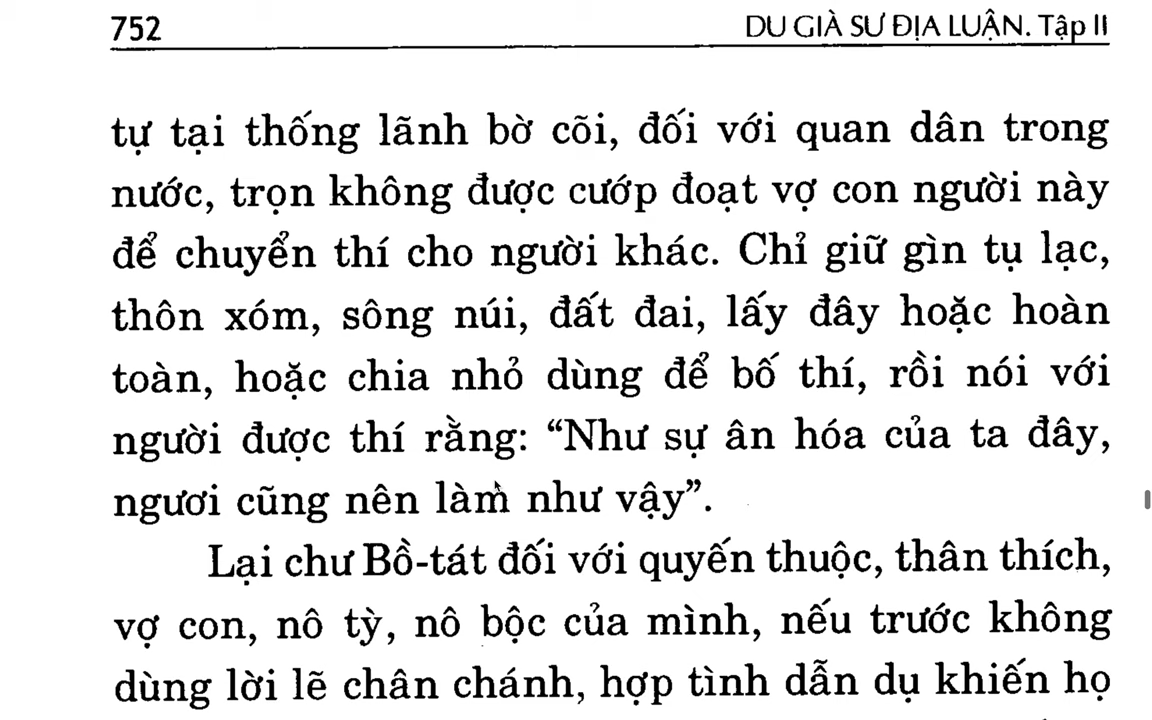 752 DU GIÀ SƯ ĐỊA LUẬN. Tập II
tự tại thống lãnh bờ cõi, đối với quan dân trong
nước, trọn không được cướp đoạt vợ con người này
để chuyển thí cho người khác. Chỉ giữ gìn tụ lạc,
thôn xóm, sông núi, đất đai, lấy đây hoặc hoàn
toàn, hoặc chia nhỏ dùng để bố thí, rồi nói với
người được thí rằng: “Như sự ân hóa của ta đây,
ngươi cũng nên làm như vậy”.
Lại chư Bồ-tát đối với quyến thuộc, thân thích,
vợ con, nô tỳ, nô bộc của mình, nếu trước không
dùng lời lẽ chân chánh, hợp tình dẫn dụ khiến họ